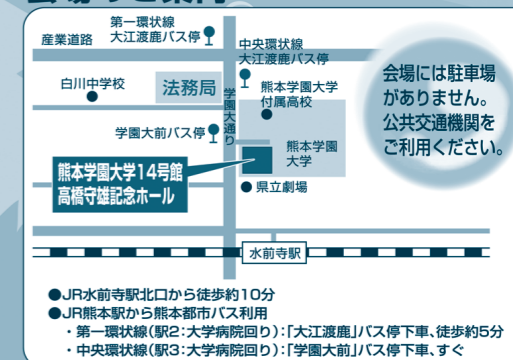 会場のご案内
産業道路
第一環状線
大江渡鹿バス停
中央環状線
大江渡鹿バス停
白川中学校
法務局
学園大通り
熊本学園大学
付属高校
学園大前バス停
熊本学園
大学
熊本学園大学14号館
高橋守雄記念ホール
県立劇場
水前寺駅
会場には駐車場
がありません。
公共交通機関を
ご利用ください。
●JR水前寺駅北口から徒歩約10分
●JR熊本駅から熊本都市バス利用
・第一環状線(駅2:大学病院回り):「大江渡鹿」バス停下車、徒歩約5分
・中央環状線(駅3:大学病院回り):「学園大前」バス停下車、すぐ